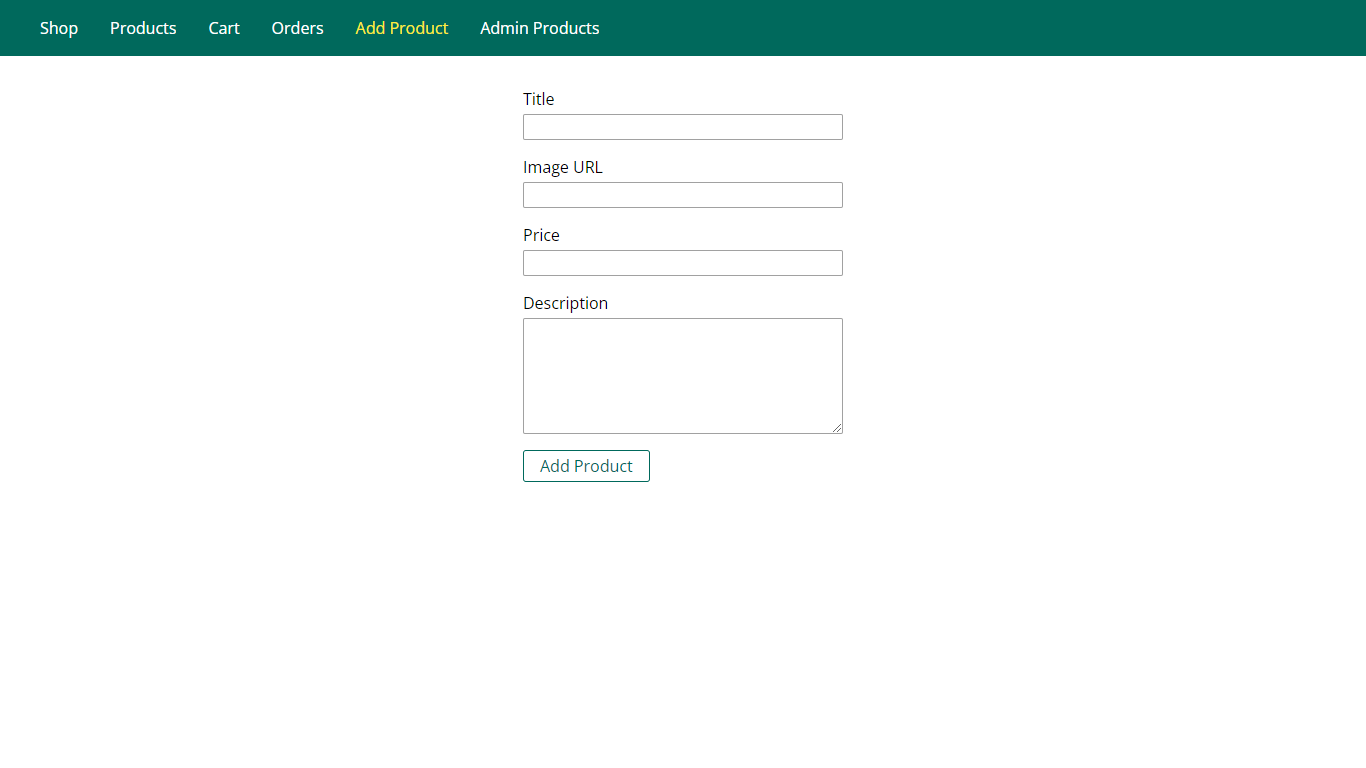 Shop Products Cart Orders Add Product Admin Products
Title
Image URL
Price
Description
Add Product